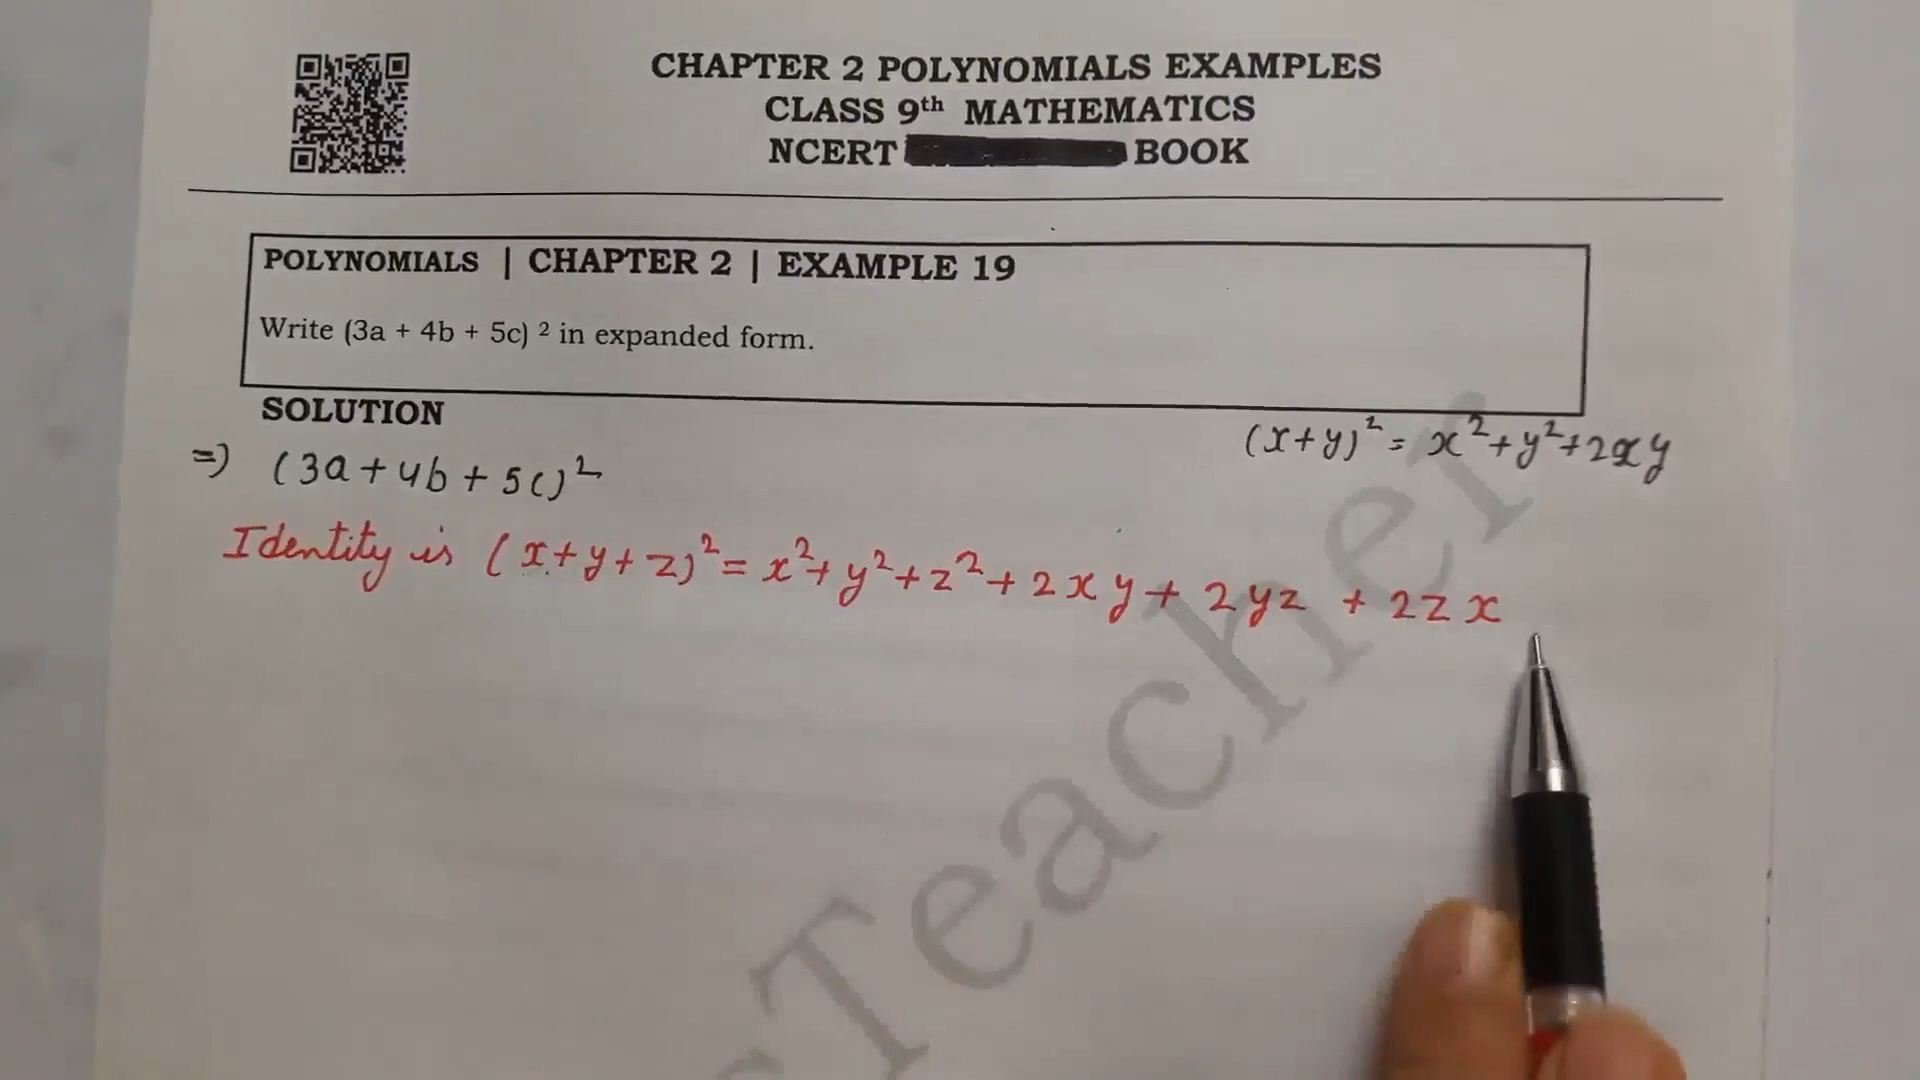 CHAPTER 2 POLYNOMIALS EXAMPLES
CLASS 9th MATHEMATICS
NCERT BOOK
POLYNOMIALS | CHAPTER 2 | EXAMPLE 19
Write (3a + 4b + 5c) ² in expanded form.
SOLUTION
(x+y)² = x²+y²+2xy
=> (3a+4b+5c)²
Identity is (x+y+z)² = x²+y²+z²+2xy+2yz+2zx
Teacher